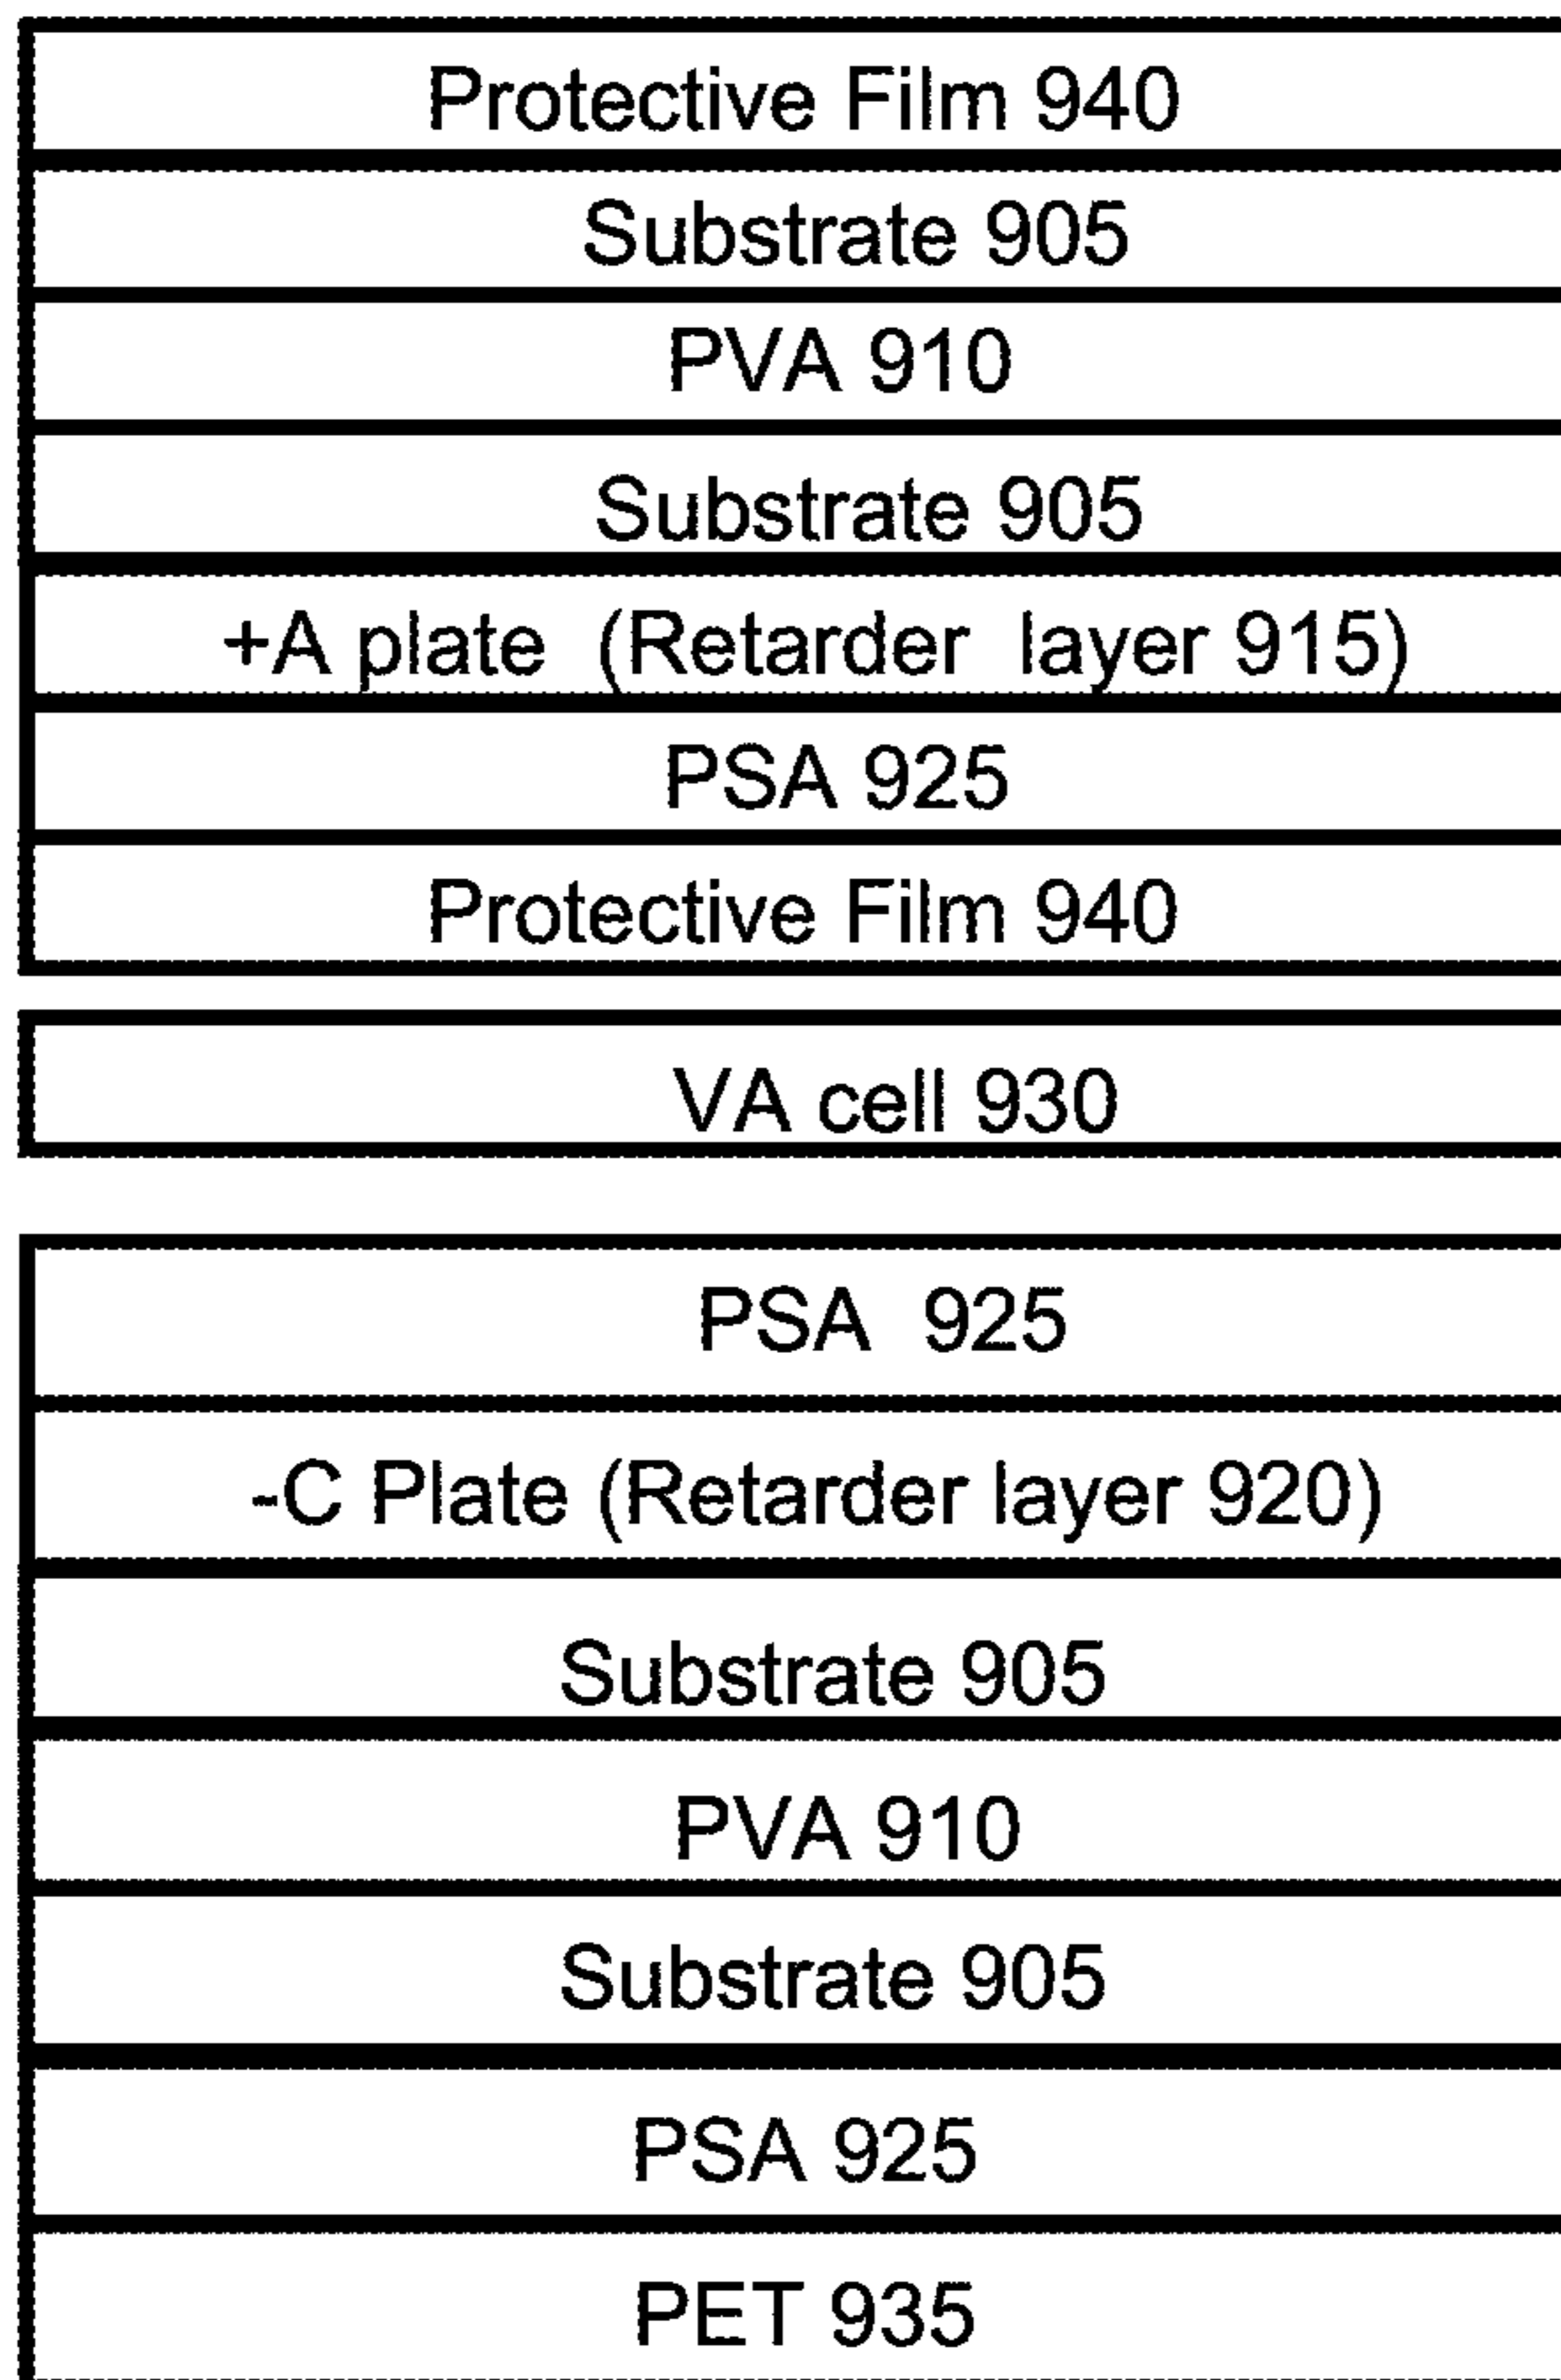 Protective Film 940
Substrate 905
PVA 910
Substrate 905
+A plate (Retarder layer 915)
PSA 925
Protective Film 940
VA cell 930
PSA 925
-C Plate (Retarder layer 920)
Substrate 905
PVA 910
Substrate 905
PSA 925
PET 935